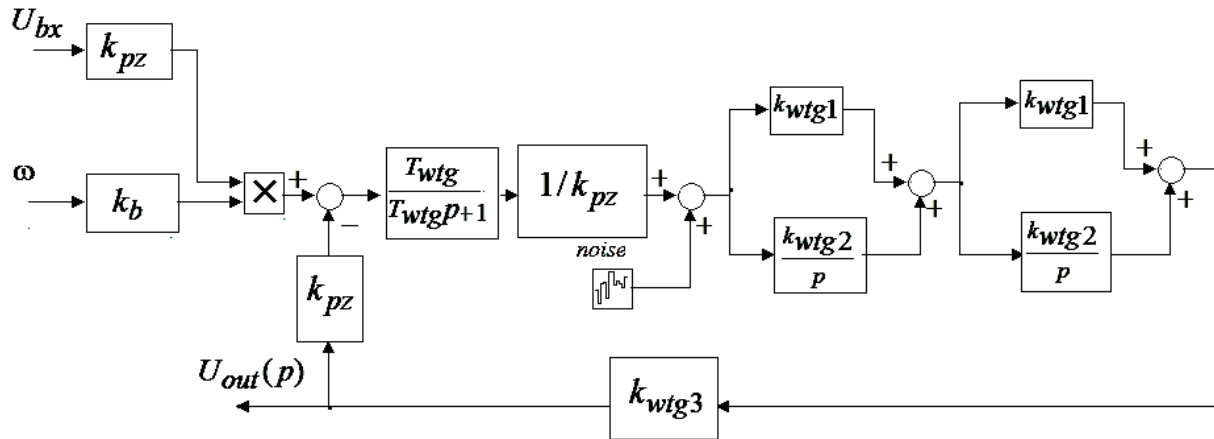 U_bx
k_pz
ω
k_b
×
+
−
T_wtg
T_wtg p+1
1/k_pz
+
+
noise
k_wtg1
k_wtg2
p
+
+
k_wtg1
k_wtg2
p
+
+
k_pz
U_out(p)
k_wtg3